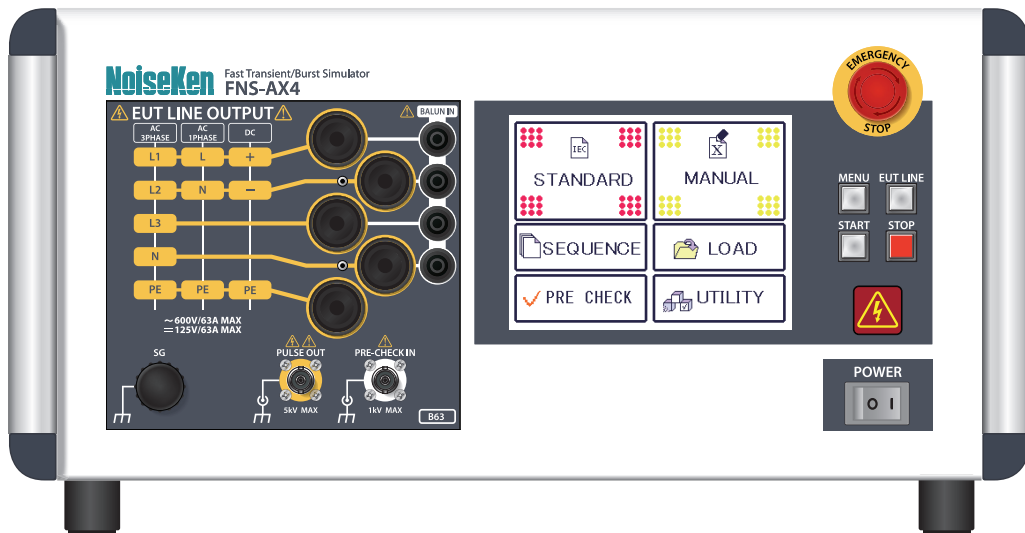 NoiseKen
Fast Transient/Burst Simulator
FNS-AX4
EUT LINE OUTPUT
BALUN IN
AC 3PHASE
AC 1PHASE
DC
L1 L +
L2 N −
L3
N
PE PE PE
～600V/63A MAX
⎓125V/63A MAX
SG
PULSE OUT
5kV MAX
PRE-CHECK IN
1kV MAX
B63
IEC
STANDARD
X
MANUAL
SEQUENCE
LOAD
PRE CHECK
UTILITY
EMERGENCY
STOP
MENU EUT LINE
START STOP
POWER
O I